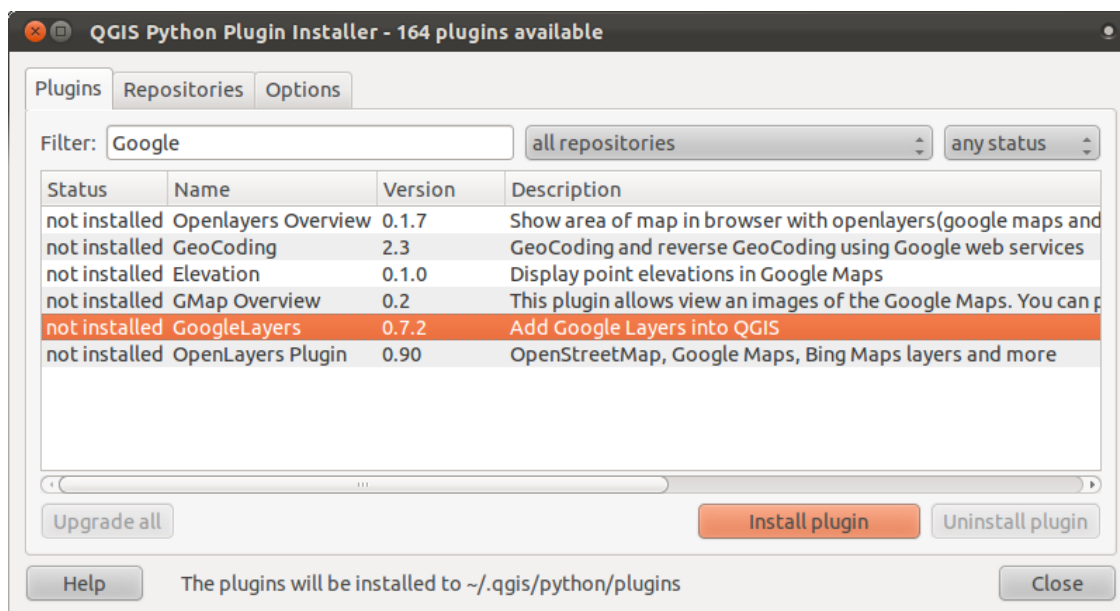 QGIS Python Plugin Installer - 164 plugins available
Plugins Repositories Options
Filter: Google all repositories any status
Status Name Version Description
not installed Openlayers Overview 0.1.7 Show area of map in browser with openlayers(google maps and
not installed GeoCoding 2.3 GeoCoding and reverse GeoCoding using Google web services
not installed Elevation 0.1.0 Display point elevations in Google Maps
not installed GMap Overview 0.2 This plugin allows view an images of the Google Maps. You can
not installed GoogleLayers 0.7.2 Add Google Layers into QGIS
not installed OpenLayers Plugin 0.90 OpenStreetMap, Google Maps, Bing Maps layers and more
Upgrade all Install plugin Uninstall plugin
Help The plugins will be installed to ~/.qgis/python/plugins Close